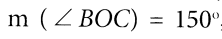 m (∠BOC) = 150°,